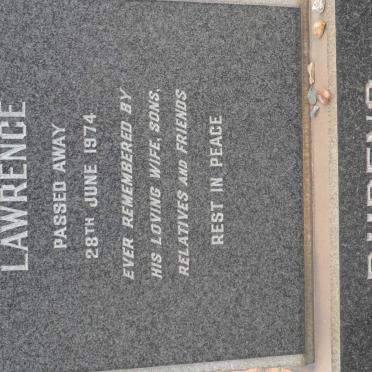 LAWRENCE
PASSED AWAY
28TH JUNE 1974
EVER REMEMBERED BY
HIS LOVING WIFE, SONS,
RELATIVES AND FRIENDS
REST IN PEACE